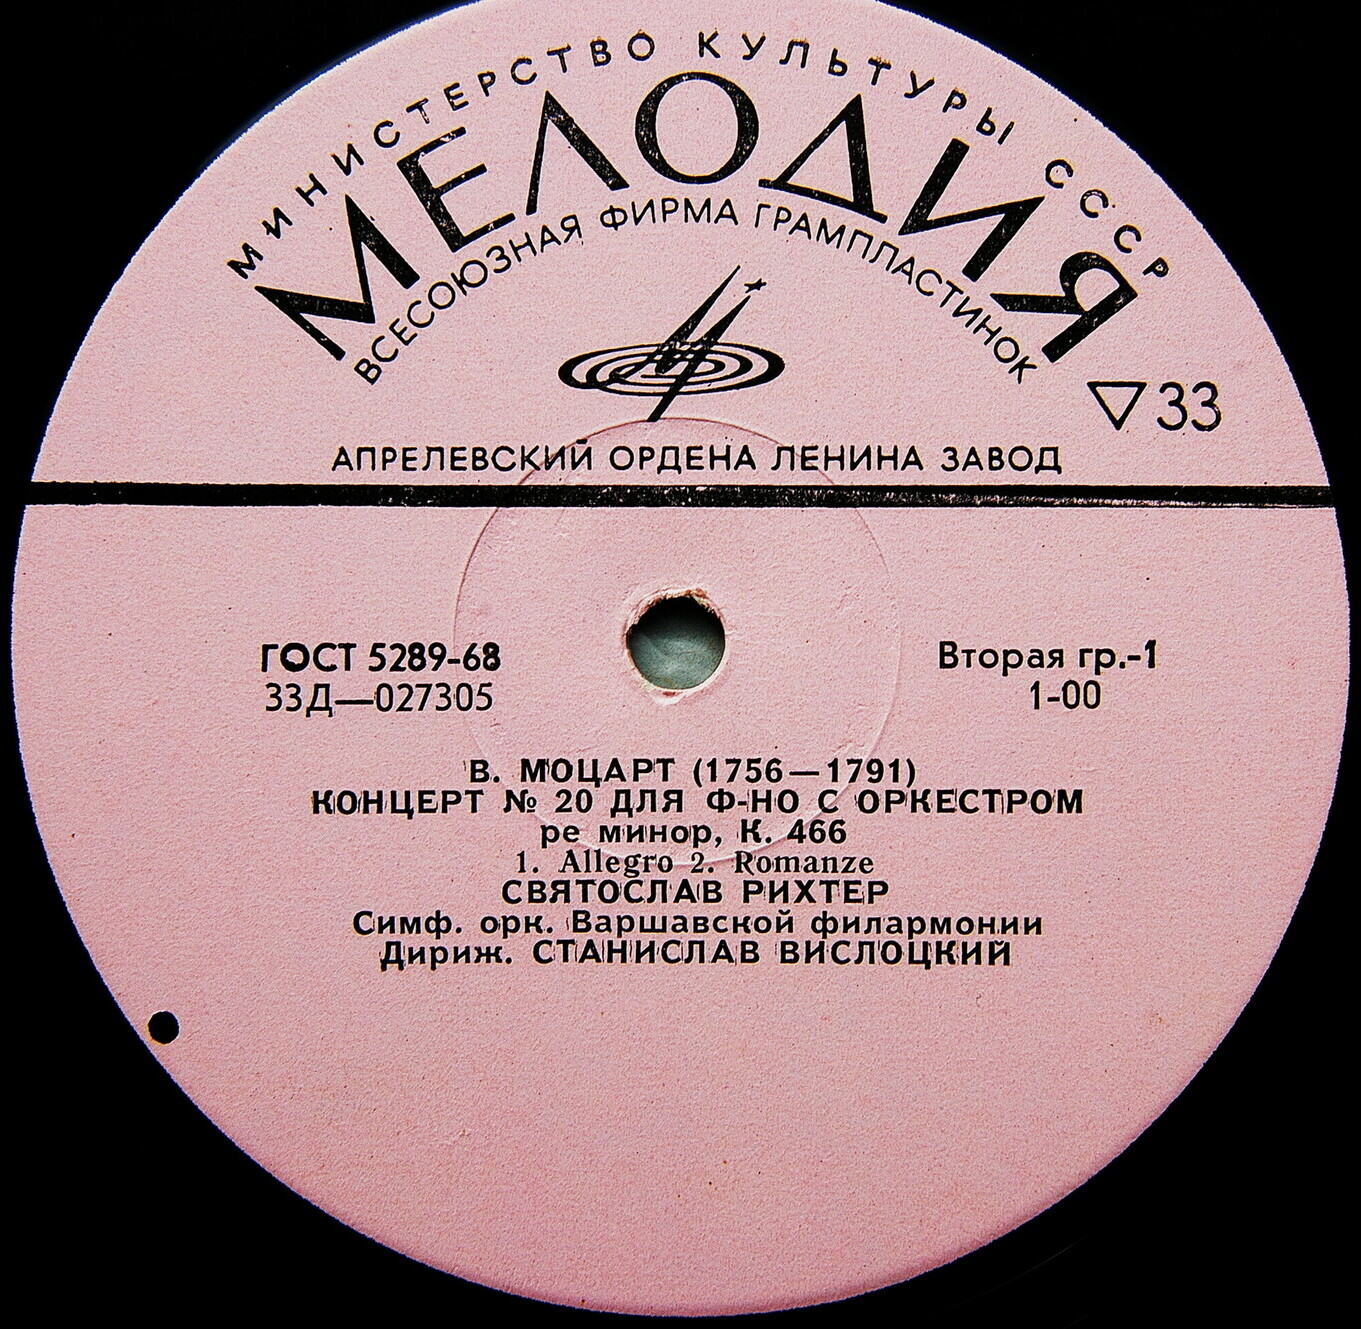 МИНИСТЕРСТВО КУЛЬТУРЫ СССР
МЕЛОДИЯ
ВСЕСОЮЗНАЯ ФИРМА ГРАМПЛАСТИНОК
33
АПРЕЛЕВСКИЙ ОРДЕНА ЛЕНИНА ЗАВОД
ГОСТ 5289-68
33Д—027305
Вторая гр.-1
1-00
В. МОЦАРТ (1756—1791)
КОНЦЕРТ № 20 ДЛЯ Ф-НО С ОРКЕСТРОМ
ре минор, К. 466
1. Allegro 2. Romanze
СВЯТОСЛАВ РИХТЕР
Симф. орк. Варшавской филармонии
Дириж. СТАНИСЛАВ ВИСЛОЦКИЙ